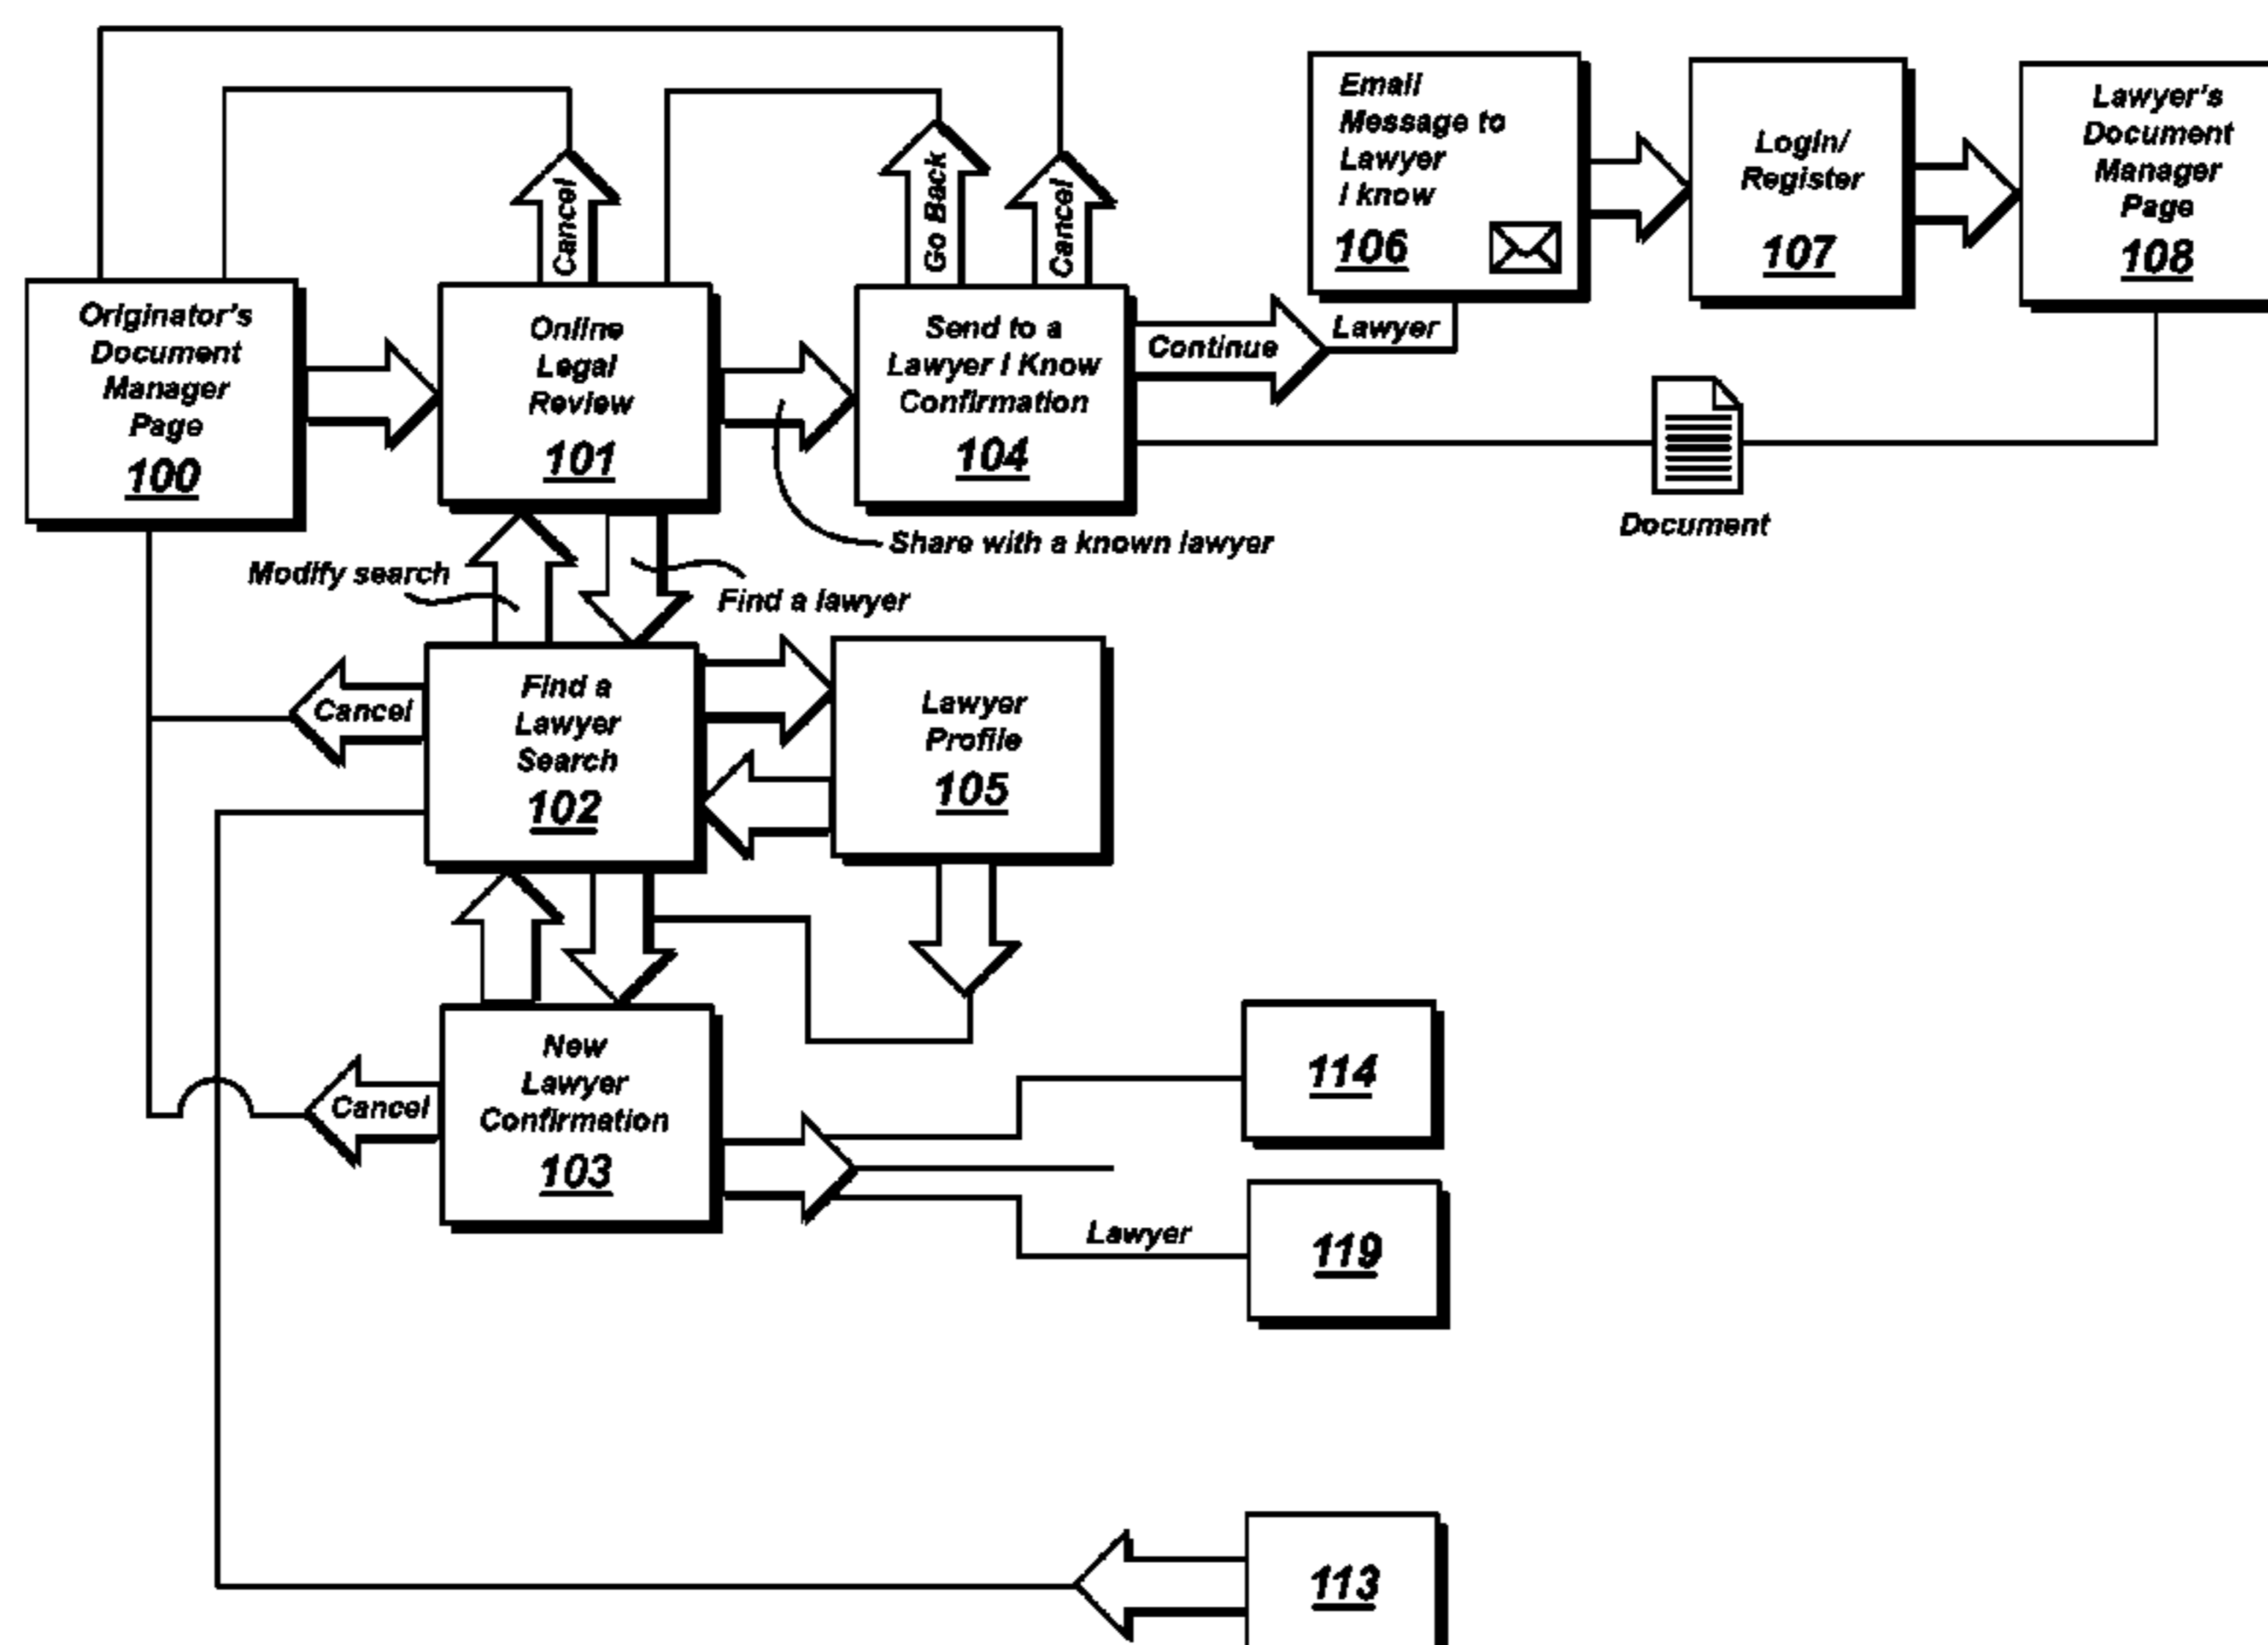 Originator's
Document
Manager
Page
100
Cancel
Online
Legal
Review
101
Go Back
Cancel
Send to a
Lawyer I Know
Confirmation
104
Continue
Lawyer
Email
Message to
Lawyer
I know
106
Login/
Register
107
Lawyer's
Document
Manager
Page
108
Document
Share with a known lawyer
Modify search
Find a lawyer
Cancel
Find a
Lawyer
Search
102
Lawyer
Profile
105
Cancel
New
Lawyer
Confirmation
103
114
Lawyer
119
113